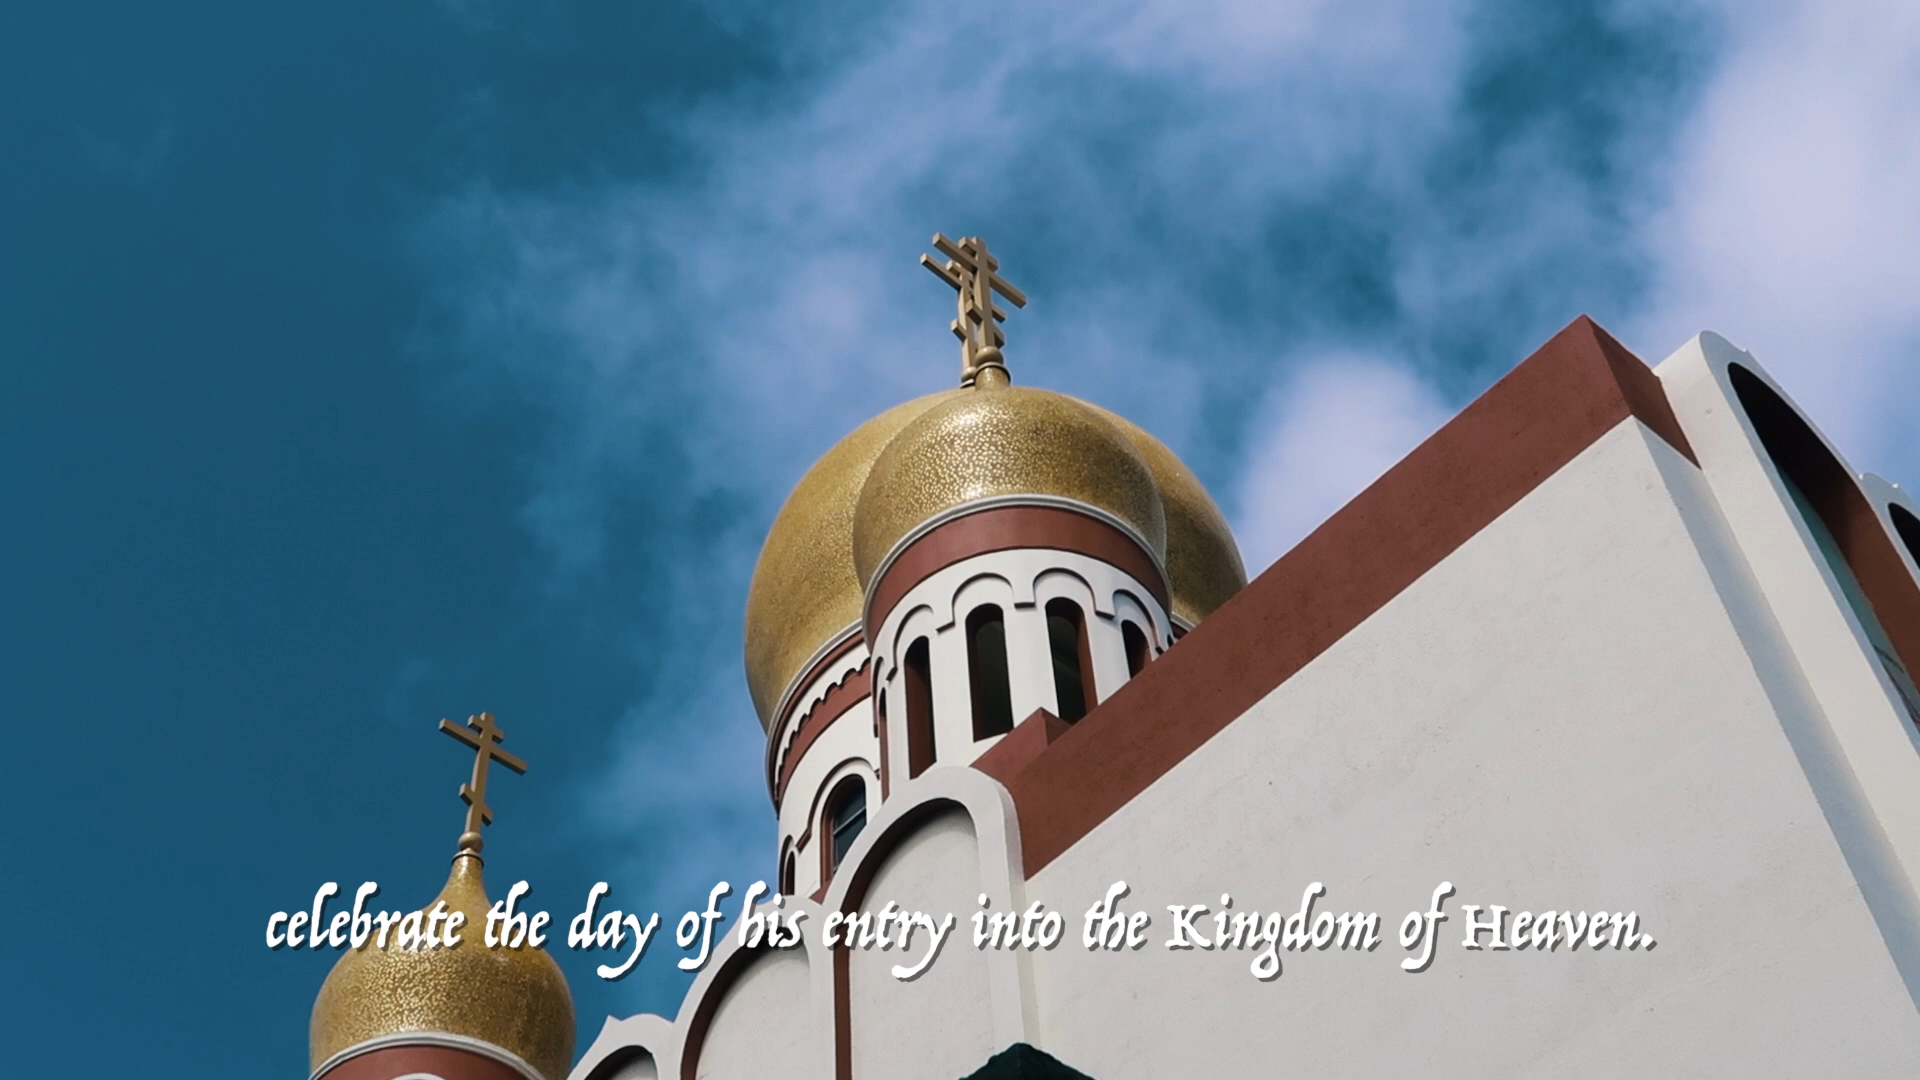 celebrate the day of his entry into the Kingdom of Heaven.